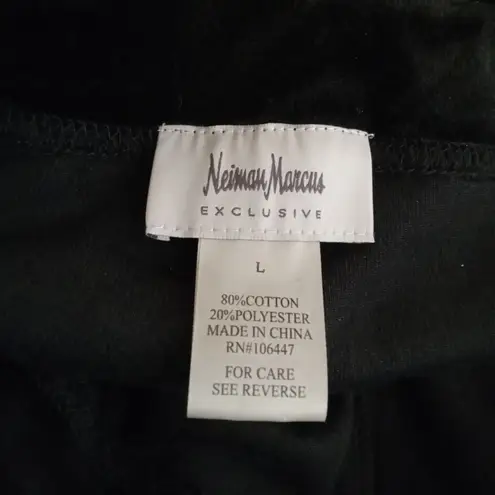 Neiman Marcus
EXCLUSIVE
L
80%COTTON
20%POLYESTER
MADE IN CHINA
RN#106447
FOR CARE
SEE REVERSE